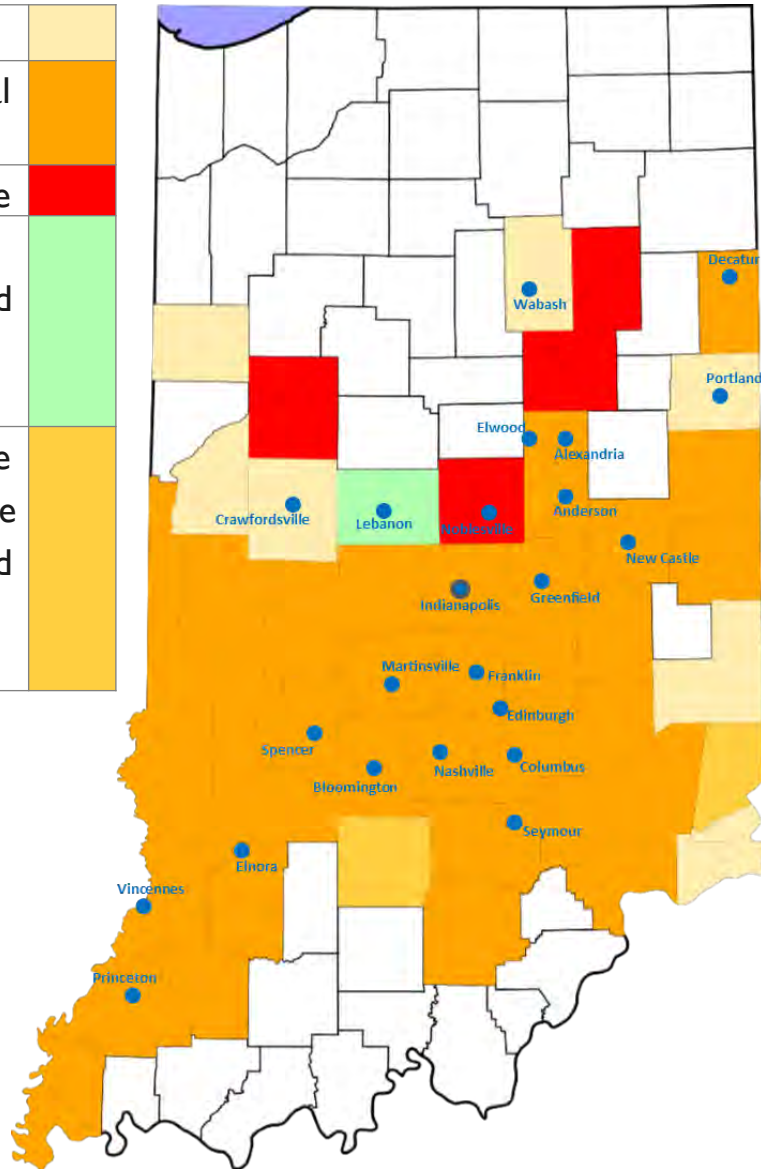 l
e
d
e
e
d
Decatur
Wabash
Portland
Elwood
Alexandria
Anderson
Crawfordsville
Lebanon
Noblesville
New Castle
Indianapolis
Greenfield
Martinsville
Franklin
Edinburgh
Spencer
Nashville
Columbus
Bloomington
Seymour
Elnora
Vincennes
Princeton